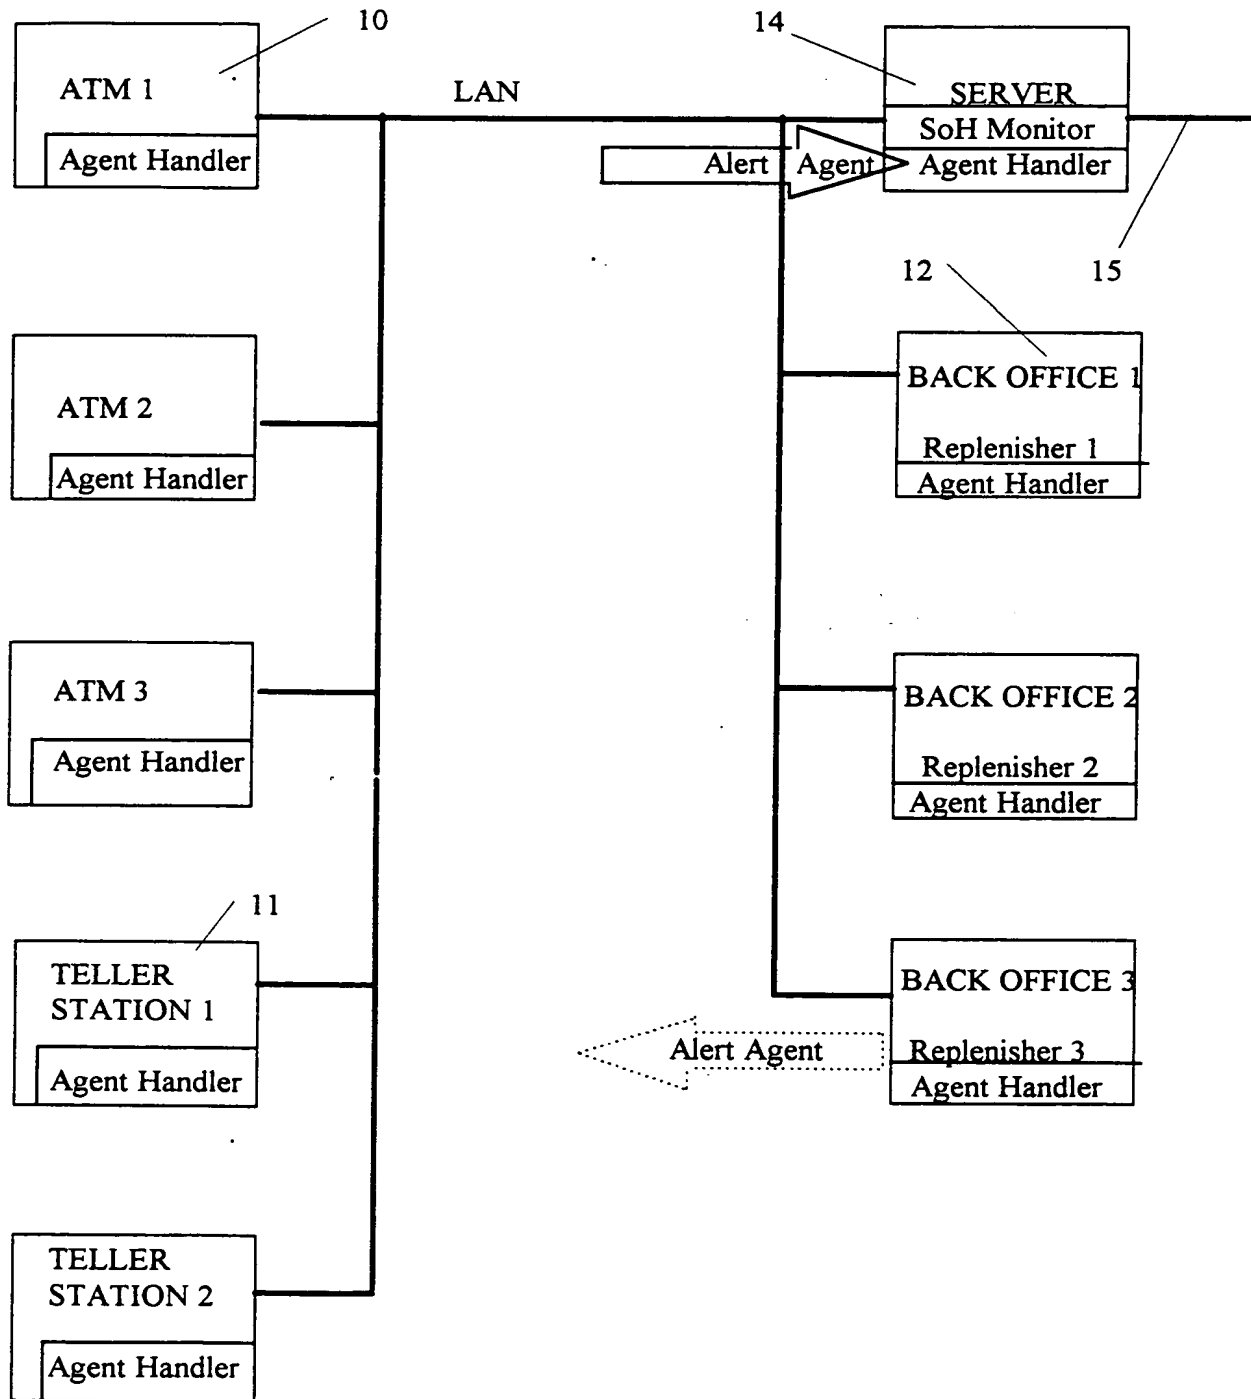 10
14
ATM 1
LAN
SERVER
SoH Monitor
Agent Handler
Alert Agent
Agent Handler
12
15
ATM 2
Agent Handler
BACK OFFICE 1
Replenisher 1
Agent Handler
ATM 3
Agent Handler
BACK OFFICE 2
Replenisher 2
Agent Handler
11
TELLER
STATION 1
Agent Handler
BACK OFFICE 3
Alert Agent
Replenisher 3
Agent Handler
TELLER
STATION 2
Agent Handler